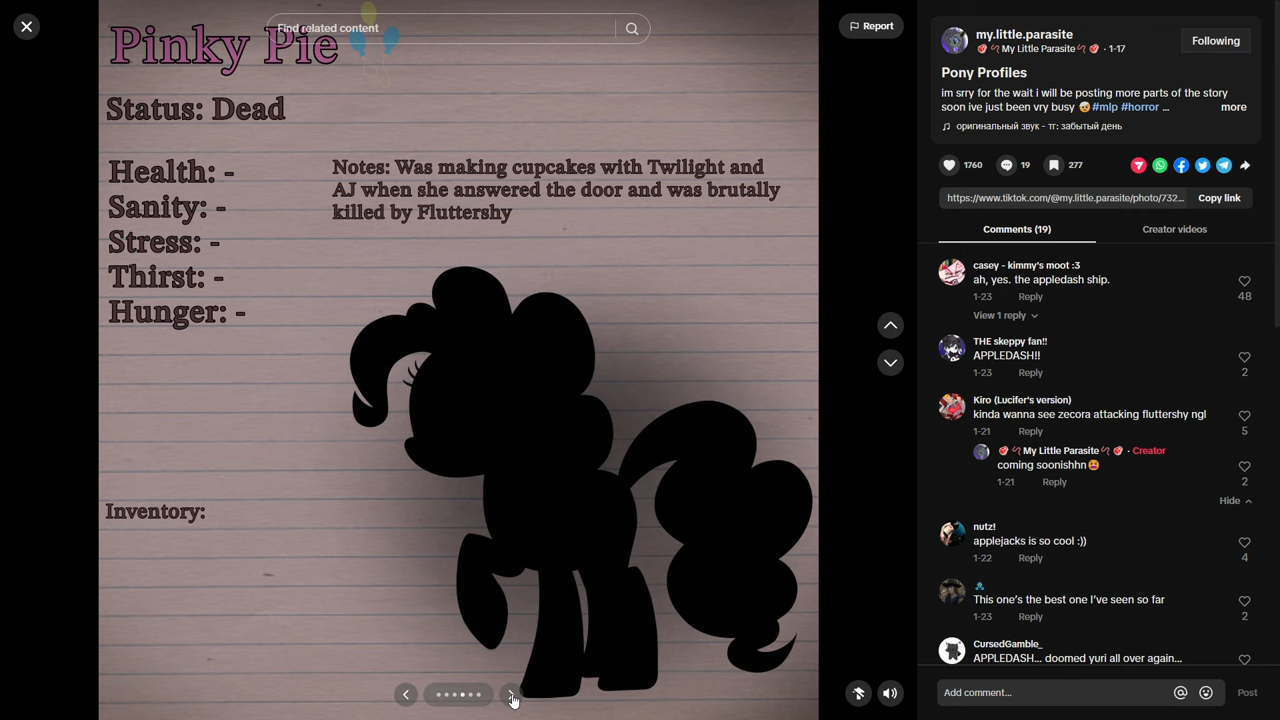 Pinky Pie
Find related content
Status: Dead
Health: -
Sanity: -
Stress: -
Thirst: -
Hunger: -
Notes: Was making cupcakes with Twilight and
AJ when she answered the door and was brutally
killed by Fluttershy
Inventory:
Report
my.little.parasite
My Little Parasite · 1-17
Following
Pony Profiles
im srry for the wait i will be posting more parts of the story
soon ive just been vry busy 🤕#mlp #horror ...
more
оригинальный звук - тг: забытый день
1760
19
277
https://www.tiktok.com/@my.little.parasite/photo/732...
Copy link
Comments (19)
Creator videos
casey - kimmy's moot :3
ah, yes. the appledash ship.
1-23 Reply
48
View 1 reply
THE skeppy fan!!
APPLEDASH!!
1-23 Reply
2
Kiro (Lucifer's version)
kinda wanna see zecora attacking fluttershy ngl
1-21 Reply
5
My Little Parasite · Creator
coming soonishhn😫
1-21 Reply
2
Hide
nutz!
applejacks is so cool :))
1-22 Reply
4
This one's the best one I've seen so far
1-23 Reply
2
CursedGamble_
APPLEDASH... doomed yuri all over again...
Add comment...
Post